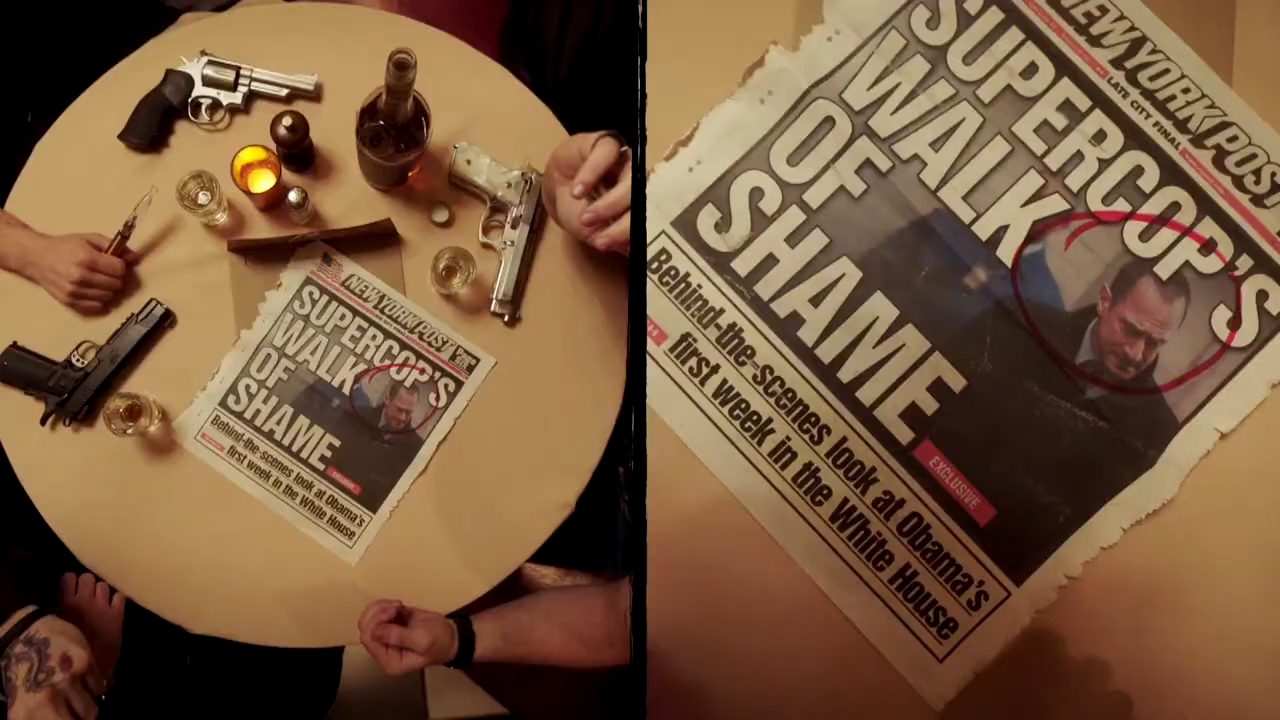 NEW YORK POST
SUPERCOP'S
WALK
OF
SHAME
EXCLUSIVE
Behind-the-scenes look at Obama's
first week in the White House
NEW YORK POST
LATE CITY FINAL
SUPERCOP'S
WALK
OF
SHAME
EXCLUSIVE
Behind-the-scenes look at Obama's
first week in the White House